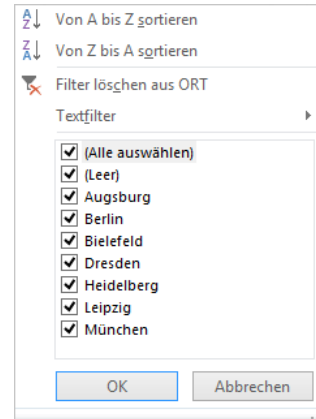 Von A bis Z sortieren
Von Z bis A sortieren
Filter löschen aus ORT
Textfilter
(Alle auswählen)
(Leer)
Augsburg
Berlin
Bielefeld
Dresden
Heidelberg
Leipzig
München
OK Abbrechen